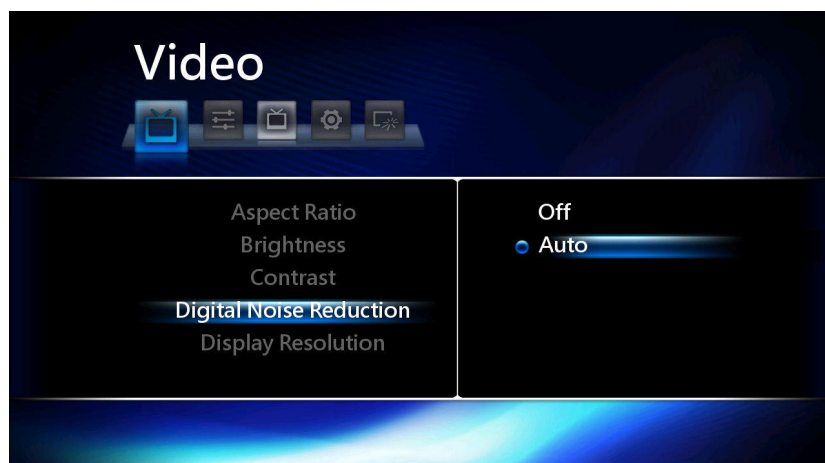 Video
Aspect Ratio
Brightness
Contrast
Digital Noise Reduction
Display Resolution
Off
Auto